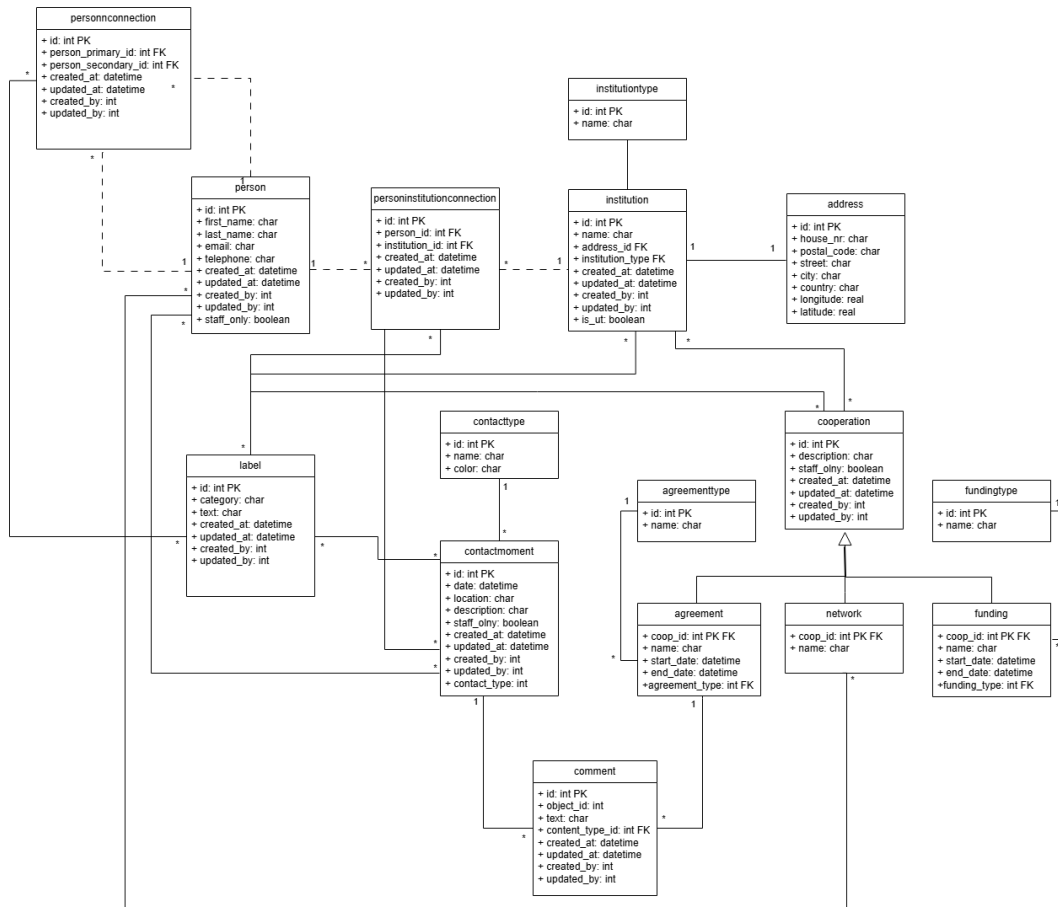 personnconnection
+ id: int PK
+ person_primary_id: int FK
+ person_secondary_id: int FK
+ created_at: datetime
+ updated_at: datetime
+ created_by: int
+ updated_by: int
*
*
*
1
institutiontype
+ id: int PK
+ name: char
person
+ id: int PK
+ first_name: char
+ last_name: char
+ email: char
+ telephone: char
+ created_at: datetime
+ updated_at: datetime
+ created_by: int
+ updated_by: int
+ staff_only: boolean
1
1
*
*
*
personinstitutionconnection
+ id: int PK
+ person_id: int FK
+ institution_id: int FK
+ created_at: datetime
+ updated_at: datetime
+ created_by: int
+ updated_by: int
*
*
1
institution
+ id: int PK
+ name: char
+ address_id FK
+ institution_type FK
+ created_at: datetime
+ updated_at: datetime
+ created_by: int
+ updated_by: int
+ is_ut: boolean
1
1
*
*
address
+ id: int PK
+ house_nr: char
+ postal_code: char
+ street: char
+ city: char
+ country: char
+ longitude: real
+ latitude: real
*
*
*
label
+ id: int PK
+ category: char
+ text: char
+ created_at: datetime
+ updated_at: datetime
+ created_by: int
+ updated_by: int
*
*
contacttype
+ id: int PK
+ name: char
+ color: char
1
*
cooperation
+ id: int PK
+ description: char
+ staff_olny: boolean
+ created_at: datetime
+ updated_at: datetime
+ created_by: int
+ updated_by: int
agreementtype
+ id: int PK
+ name: char
1
fundingtype
+ id: int PK
+ name: char
1
contactmoment
+ id: int PK
+ date: datetime
+ location: char
+ description: char
+ staff_olny: boolean
+ created_at: datetime
+ updated_at: datetime
+ created_by: int
+ updated_by: int
+ contact_type: int
*
*
*
1
agreement
+ coop_id: int PK FK
+ name: char
+ start_date: datetime
+ end_date: datetime
+agreement_type: int FK
*
1
network
+ coop_id: int PK FK
+ name: char
*
funding
+ coop_id: int PK FK
+ name: char
+ start_date: datetime
+ end_date: datetime
+funding_type: int FK
*
comment
+ id: int PK
+ object_id: int
+ text: char
+ content_type_id: int FK
+ created_at: datetime
+ updated_at: datetime
+ created_by: int
+ updated_by: int
*
*